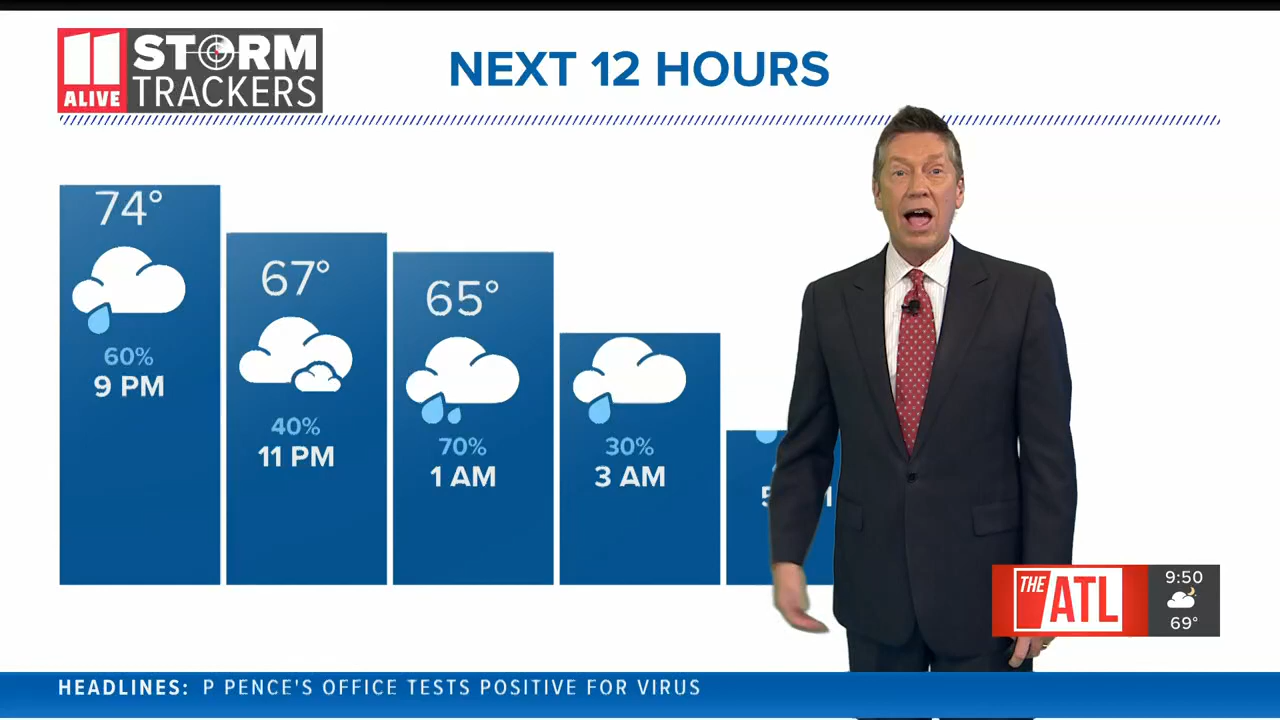 11 ALIVE STORM TRACKERS
NEXT 12 HOURS
74°
60%
9 PM
67°
40%
11 PM
65°
70%
1 AM
30%
3 AM
THE ATL
9:50
69°
HEADLINES: P PENCE'S OFFICE TESTS POSITIVE FOR VIRUS